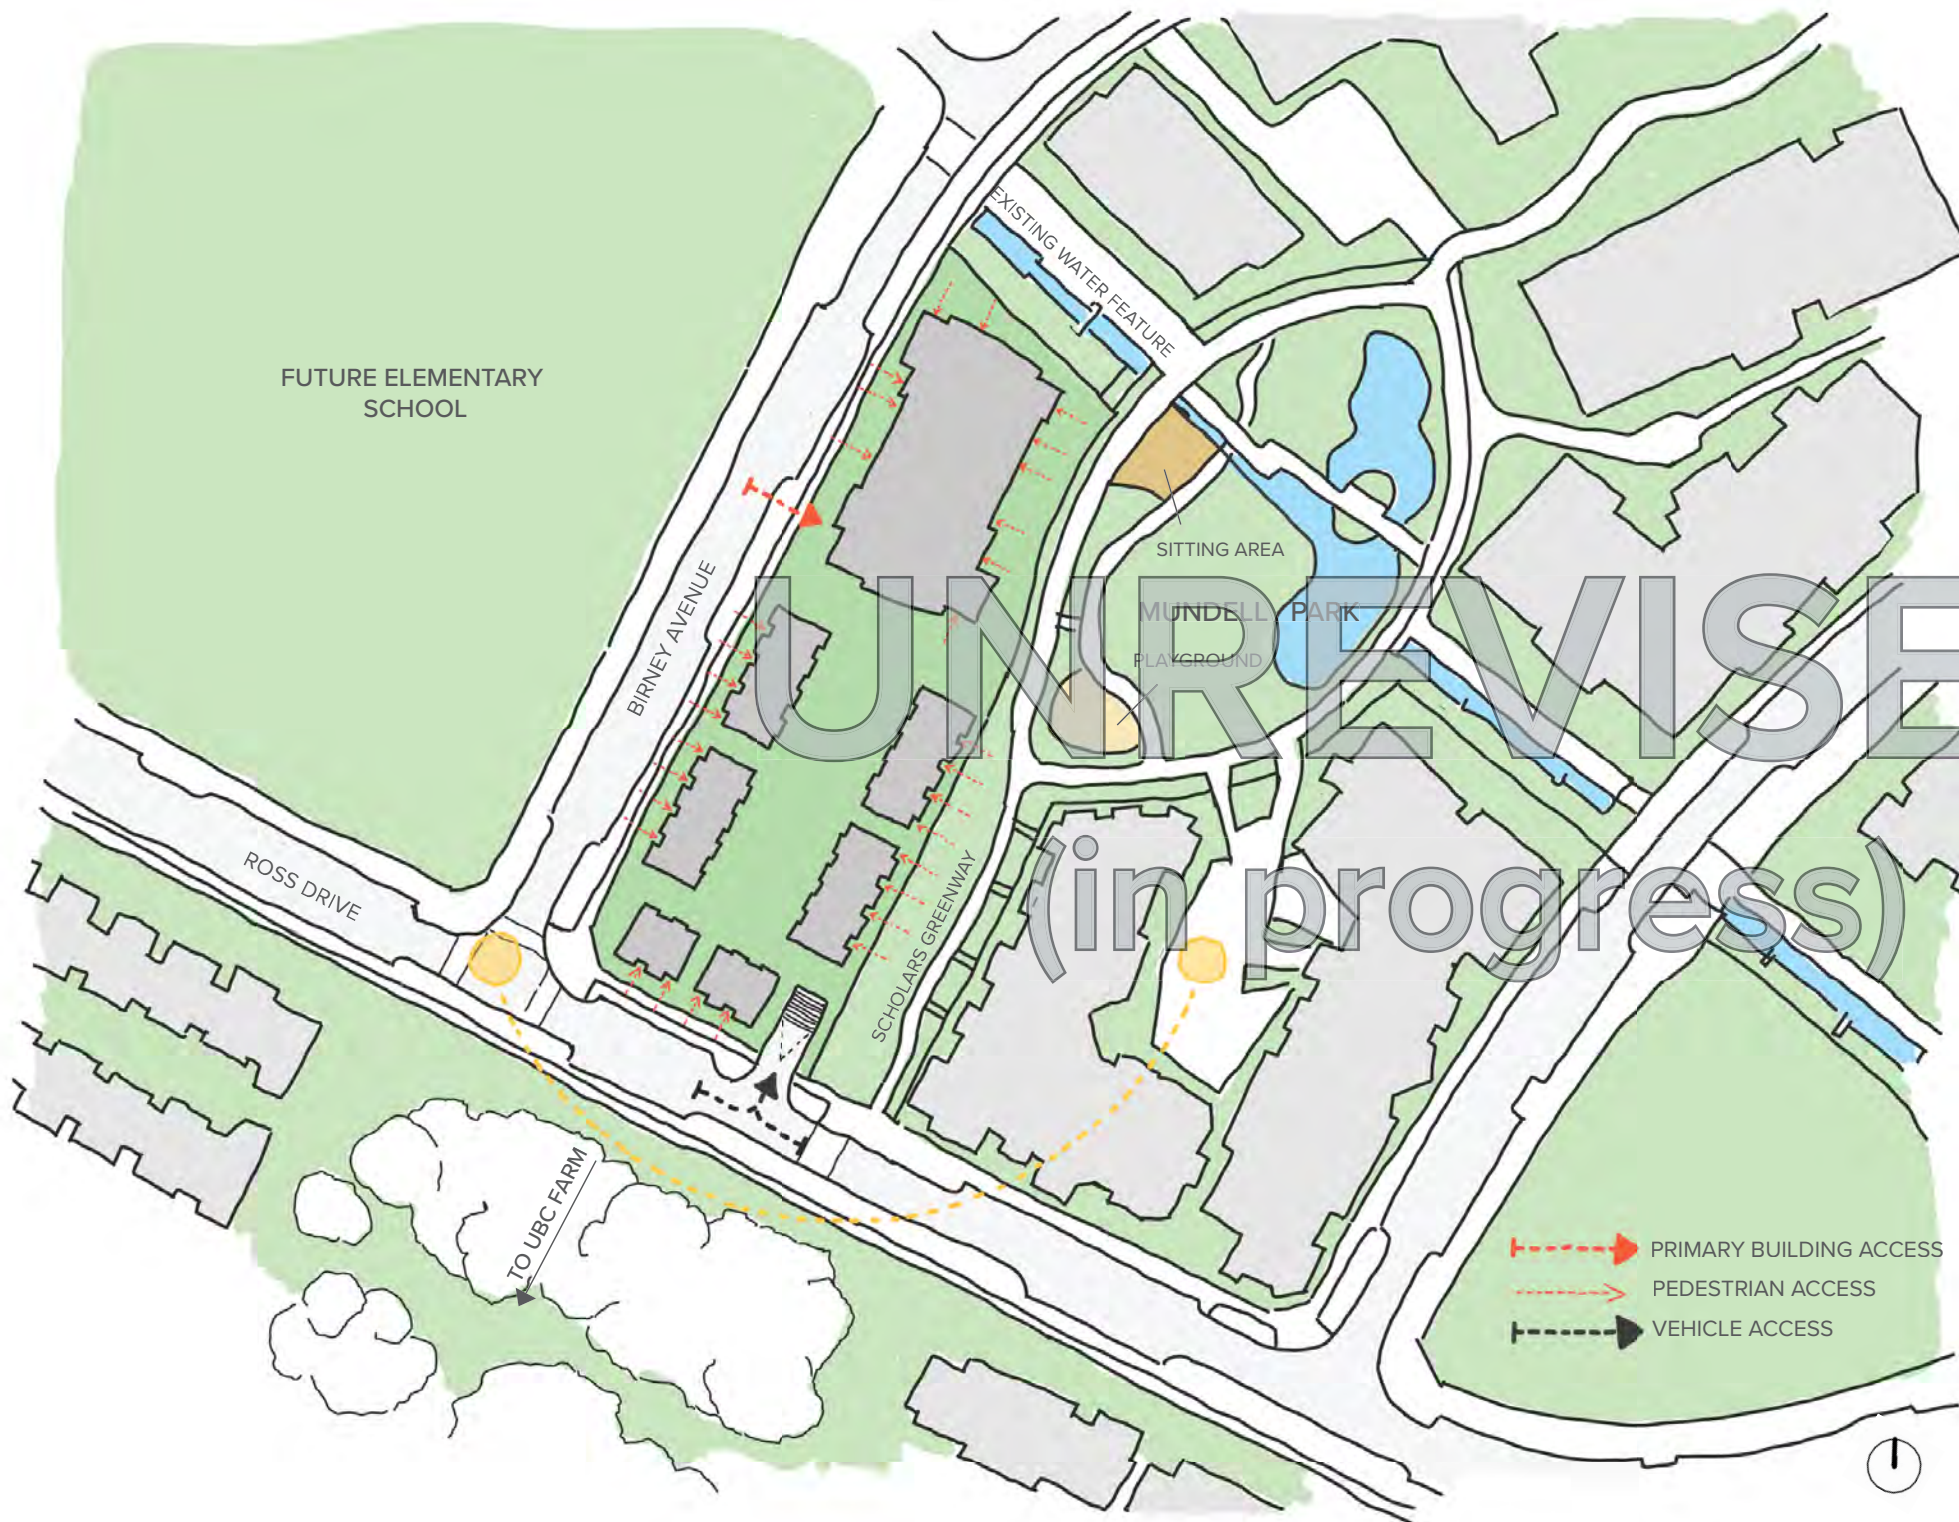 EXISTING WATER FEATURE
FUTURE ELEMENTARY
SCHOOL
SITTING AREA
BIRNEY AVENUE
MUNDELL PARK
PLAYGROUND
UNREVISE
(in progress)
ROSS DRIVE
SCHOLARS GREENWAY
TO UBC FARM
PRIMARY BUILDING ACCESS
PEDESTRIAN ACCESS
VEHICLE ACCESS